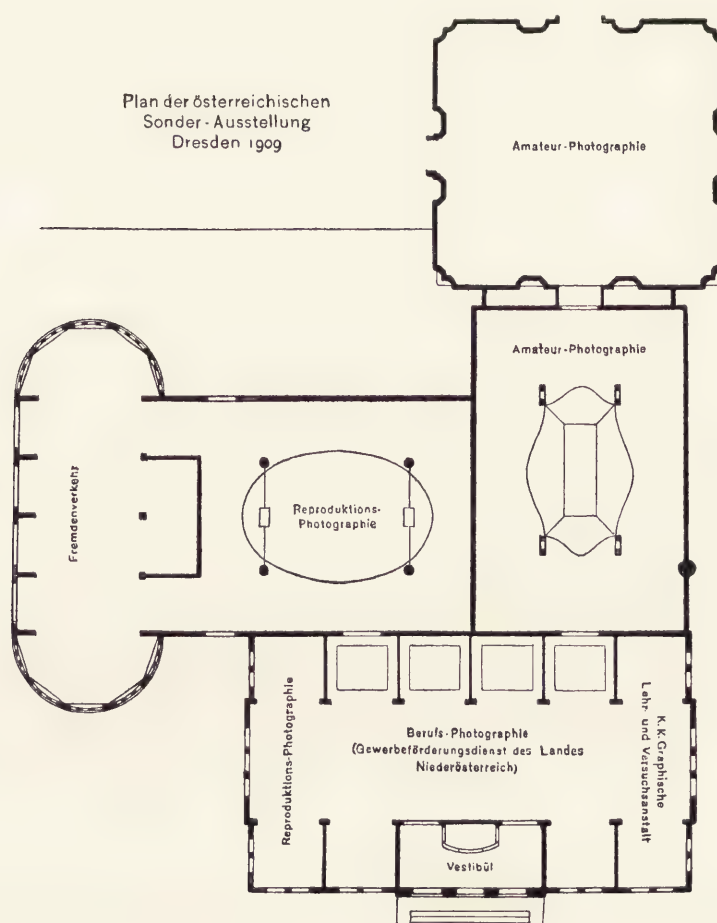 Plan der österreichischen
Sonder-Ausstellung
Dresden 1909
Amateur-Photographie
Amateur-Photographie
Fremdenverkehr
Reproduktions-
Photographie
Reproduktions-Photographie
Berufs-Photographie
(Gewerbeförderungsdienst des Landes
Niederösterreich)
K.K.Graphische
Lehr- und Versuchsanstalt
Vestibül